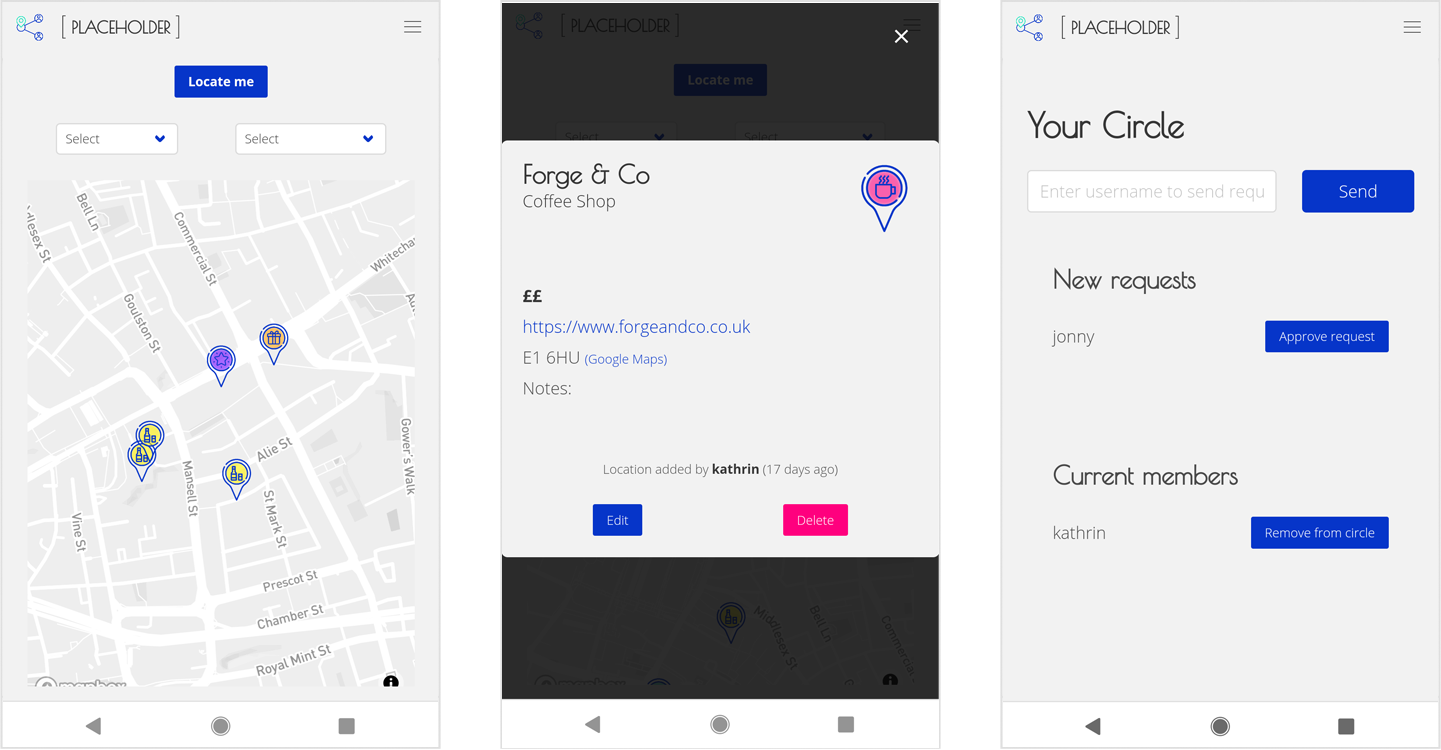 [ PLACEHOLDER ]
Locate me
Select
Select
Bell Ln
Commercial St
Goulston St
Alie St
Gower's Walk
Mansell St
St Mark St
Vine St
Prescot St
Chamber St
Royal Mint St
mapbox
[ PLACEHOLDER ]
Locate me
Select
Select
Forge & Co
Coffee Shop
££
https://www.forgeandco.co.uk
E1 6HU (Google Maps)
Notes:
Location added by kathrin (17 days ago)
Edit
Delete
Middlesex St
Bell Ln
[ PLACEHOLDER ]
Your Circle
Enter username to send requ
Send
New requests
jonny
Approve request
Current members
kathrin
Remove from circle